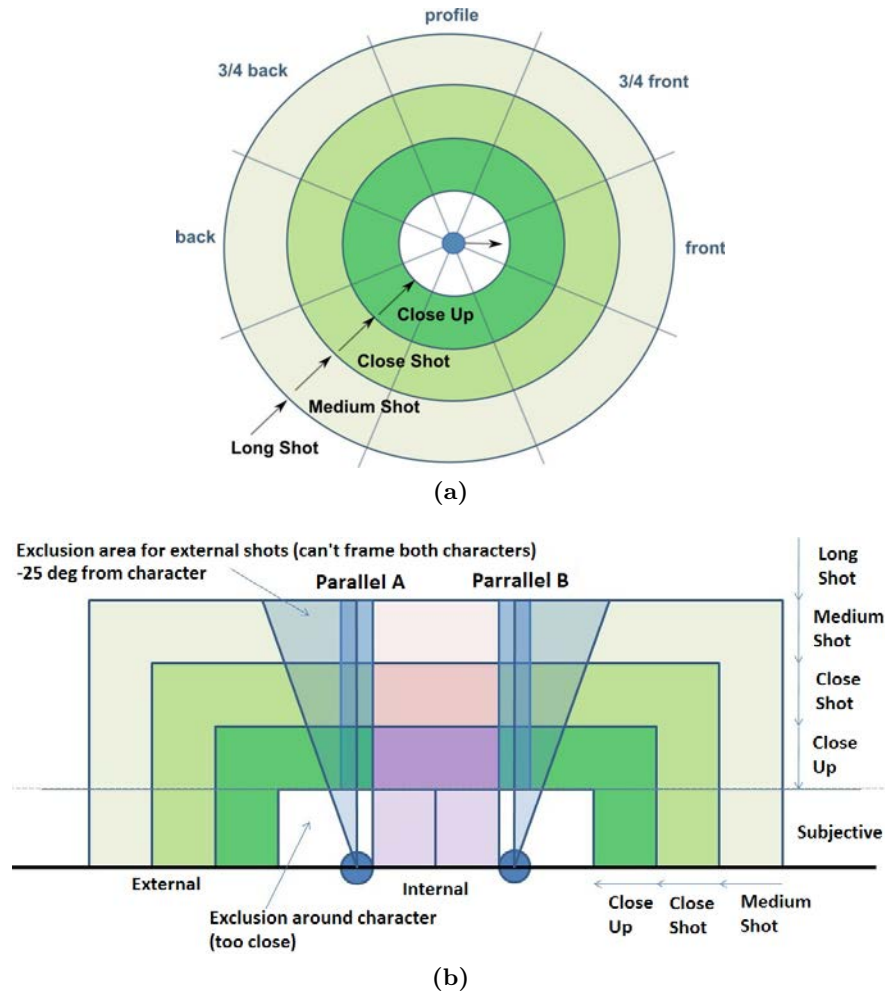 profile
3/4 back
3/4 front
back
front
Close Up
Close Shot
Medium Shot
Long Shot
(a)
Exclusion area for external shots (can't frame both characters)
-25 deg from character
Parallel A
Parrallel B
Long
Shot
Medium
Shot
Close
Shot
Close
Up
Subjective
External
Internal
Exclusion around character
(too close)
Close
Up
Close
Shot
Medium
Shot
(b)